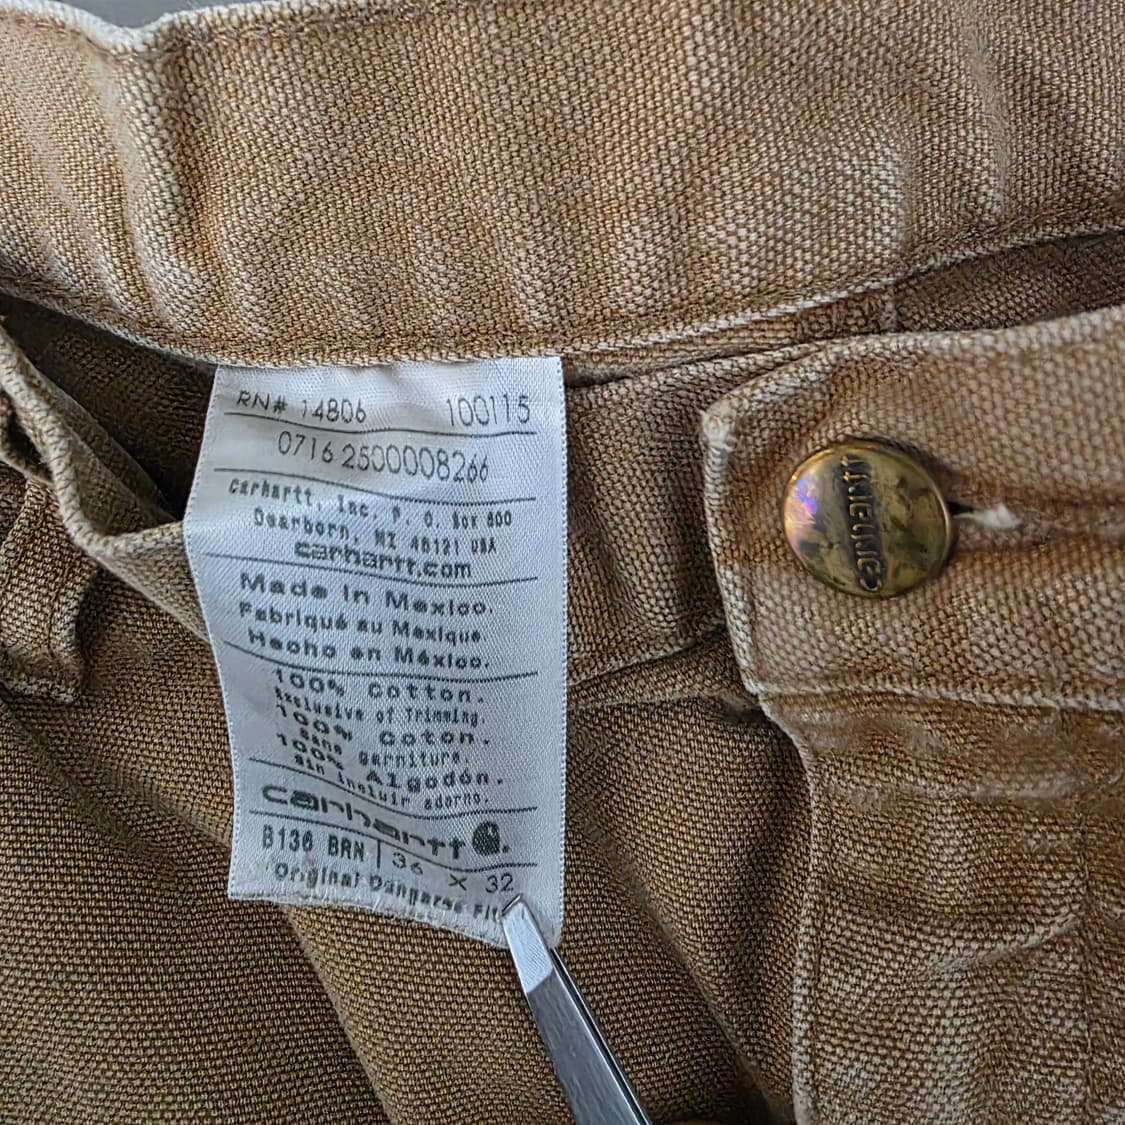 RN# 14806 100115
0716 2500008266
carhartt, Inc. P. O. Box 600
Dearborn, MI 48121 USA
carhartt.com
Made in Mexico.
Fabriqué au Mexique
Hecho en México.
100% Cotton.
Exclusive of Trimming.
100% Coton.
Sans garniture.
100% Algodón.
Sin incluir adorno.
carhartt
B136 BRN | 36 X 32
Original Dungaree Fit
carhartt